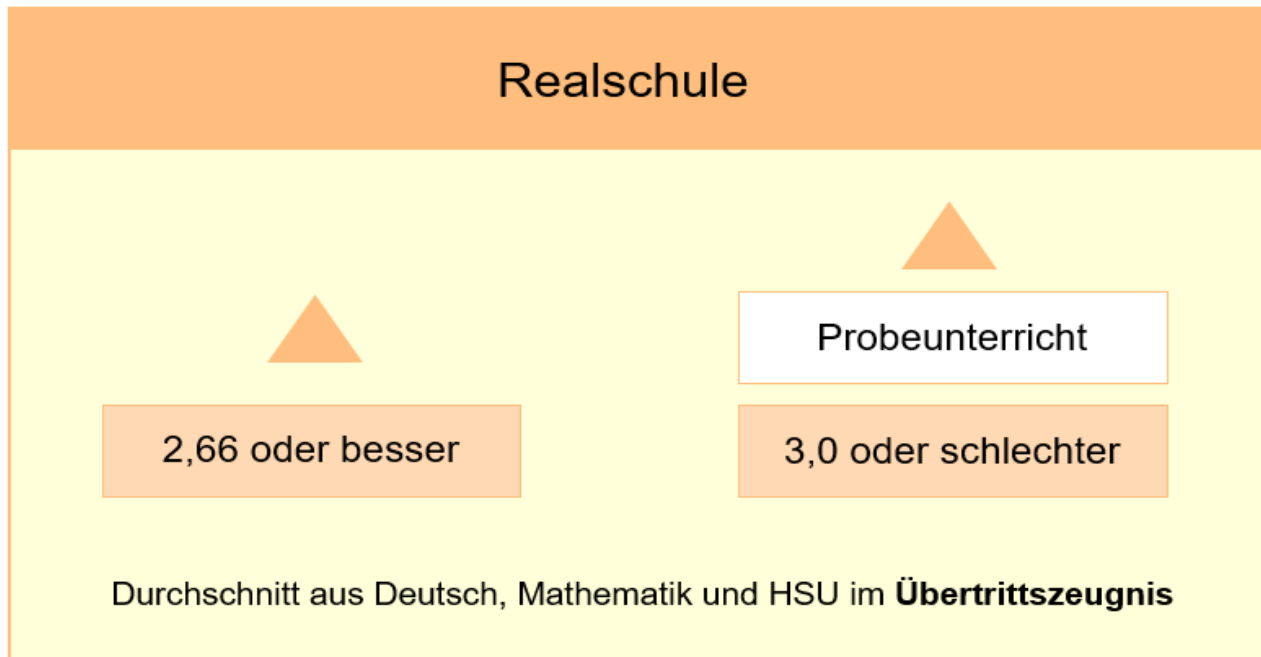 Realschule
Probeunterricht
2,66 oder besser
3,0 oder schlechter
Durchschnitt aus Deutsch, Mathematik und HSU im Übertrittszeugnis